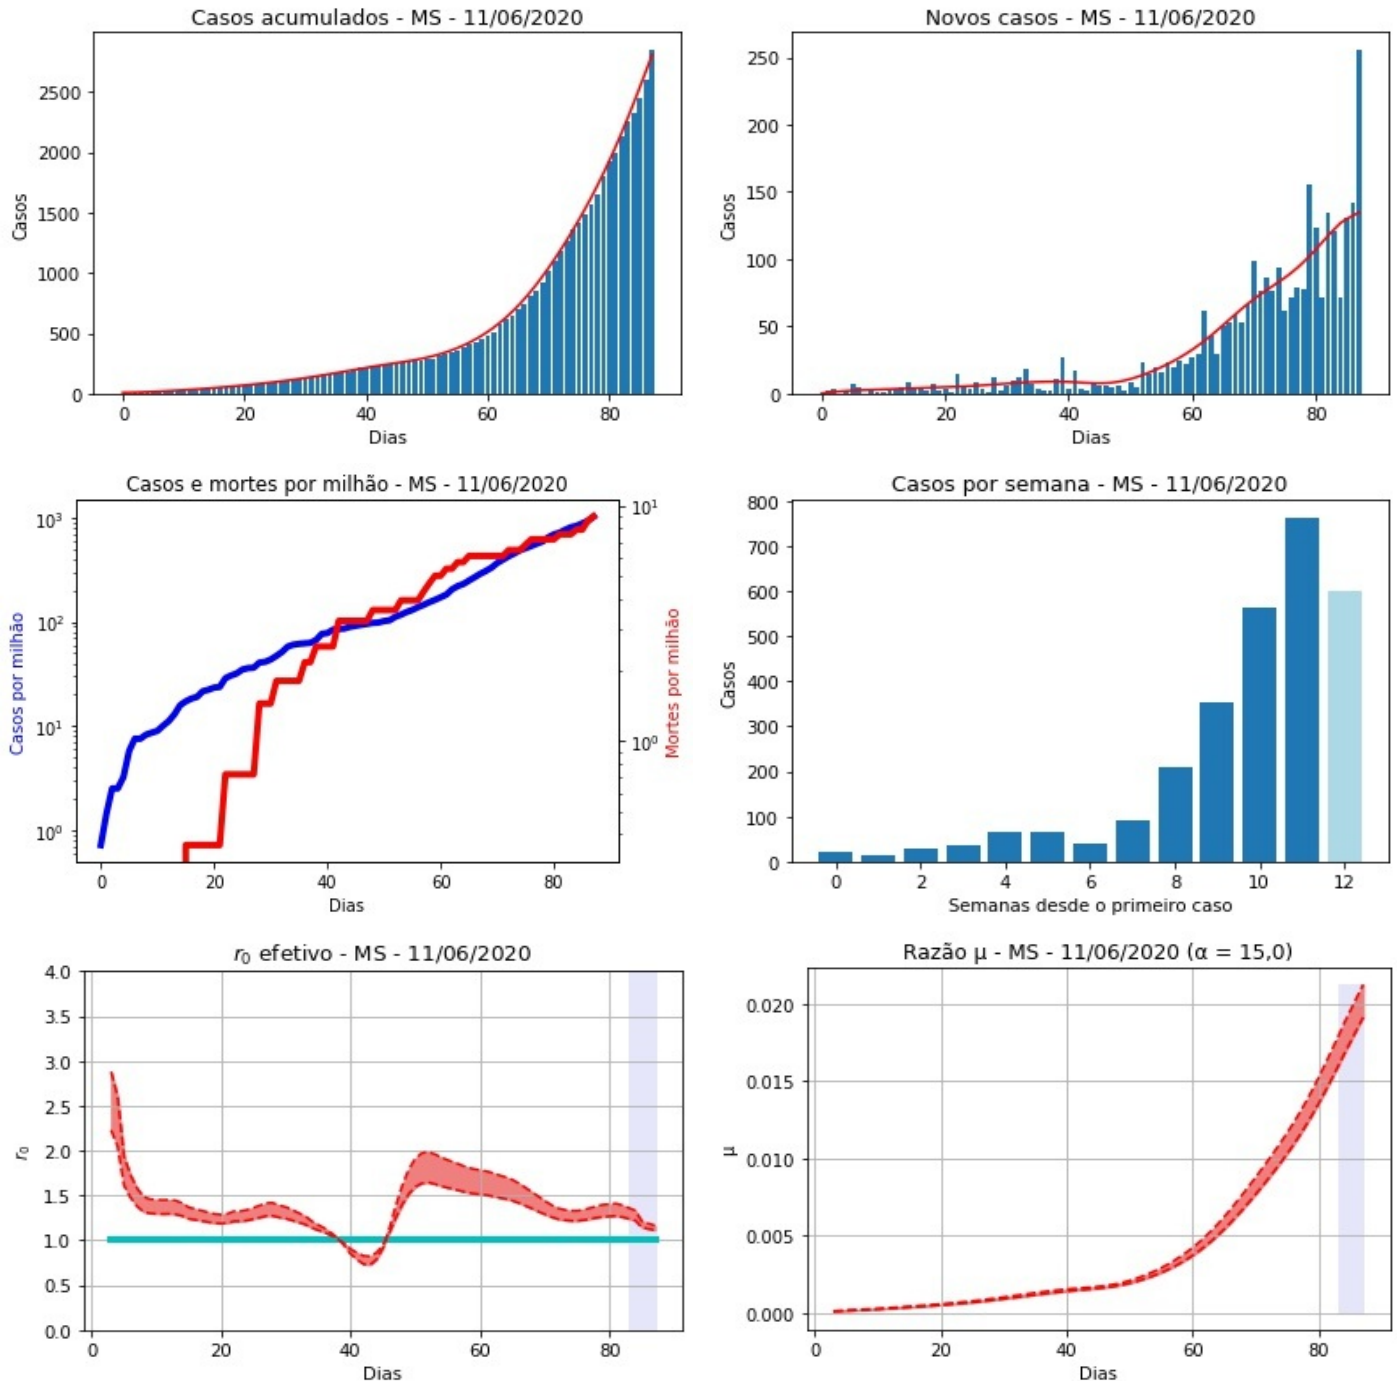 Casos acumulados - MS - 11/06/2020
Casos
2500
2000
1500
1000
500
0
0 20 40 60 80
Dias
Novos casos - MS - 11/06/2020
Casos
250
200
150
100
50
0
0 20 40 60 80
Dias
Casos e mortes por milhão - MS - 11/06/2020
Casos por milhão
10³
10²
10¹
10⁰
10¹
10⁰
Mortes por milhão
0 20 40 60 80
Dias
Casos por semana - MS - 11/06/2020
Casos
800
700
600
500
400
300
200
100
0
0 2 4 6 8 10 12
Semanas desde o primeiro caso
r₀ efetivo - MS - 11/06/2020
r₀
4.0
3.5
3.0
2.5
2.0
1.5
1.0
0.5
0.0
0 20 40 60 80
Dias
Razão μ - MS - 11/06/2020 (α = 15,0)
μ
0.020
0.015
0.010
0.005
0.000
0 20 40 60 80
Dias